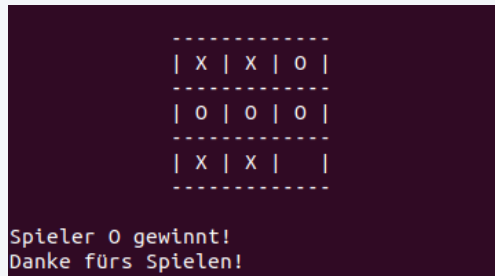 -------------
| X | X | O |
-------------
| O | O | O |
-------------
| X | X |   |
-------------
Spieler O gewinnt!
Danke fürs Spielen!